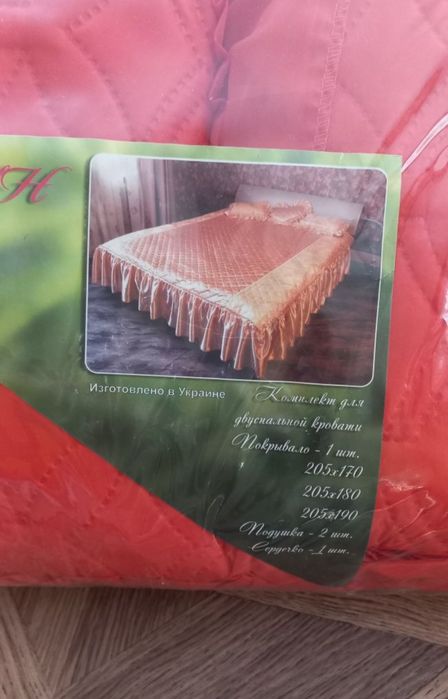 Н
Изготовлено в Украине
Комплект для
двуспальной кровати
Покрывало - 1 шт.
205х170
205х180
205х190
Подушка - 2 шт.
Сердечко - 1 шт.